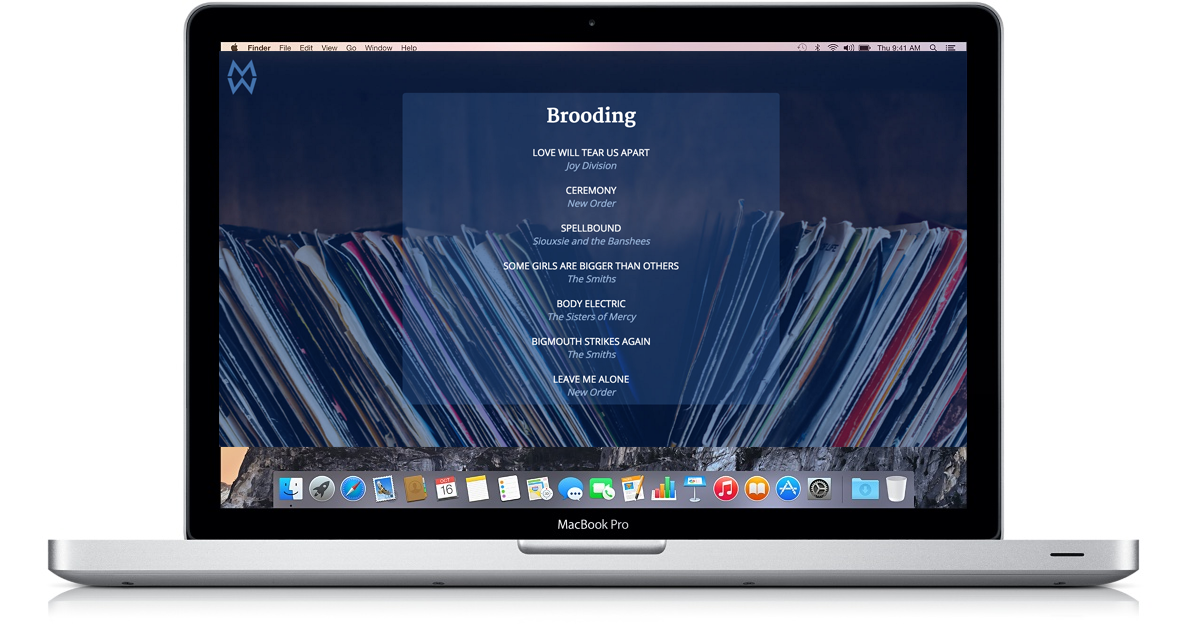 Finder File Edit View Go Window Help Thu 9:41 AM
MW
Brooding
LOVE WILL TEAR US APART
Joy Division
CEREMONY
New Order
SPELLBOUND
Siouxsie and the Banshees
SOME GIRLS ARE BIGGER THAN OTHERS
The Smiths
BODY ELECTRIC
The Sisters of Mercy
BIGMOUTH STRIKES AGAIN
The Smiths
LEAVE ME ALONE
New Order
OCT
16
MacBook Pro